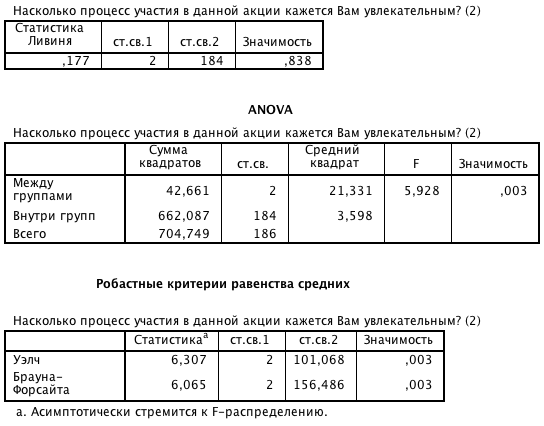 Насколько процесс участия в данной акции кажется Вам увлекательным? (2)
Статистика
Ливиня ст.св.1 ст.св.2 Значимость
,177 2 184 ,838
ANOVA
Насколько процесс участия в данной акции кажется Вам увлекательным? (2)
Сумма Средний
квадратов ст.св. квадрат F Значимость
Между
группами 42,661 2 21,331 5,928 ,003
Внутри групп 662,087 184 3,598
Всего 704,749 186
Робастные критерии равенства средних
Насколько процесс участия в данной акции кажется Вам увлекательным? (2)
Статистикаa ст.св.1 ст.св.2 Значимость
Уэлч 6,307 2 101,068 ,003
Брауна-
Форсайта 6,065 2 156,486 ,003
a. Асимптотически стремится к F-распределению.